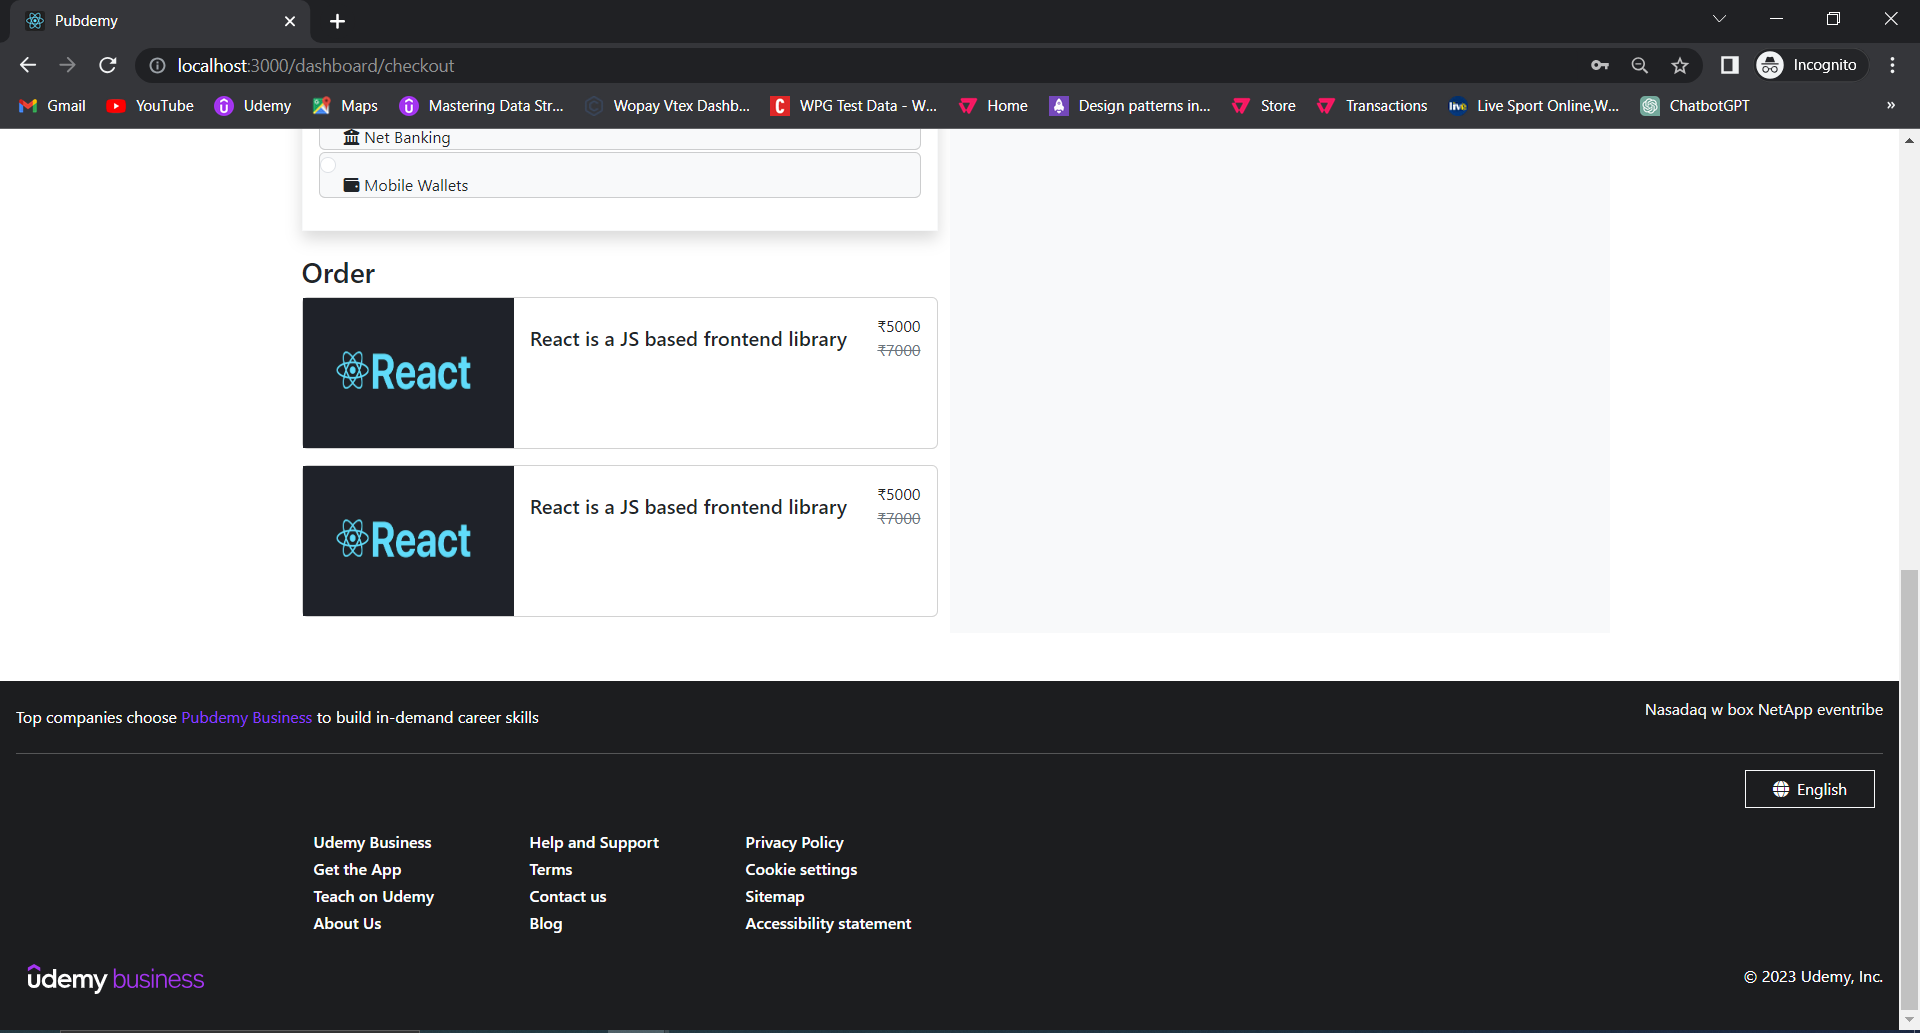 Pubdemy
localhost:3000/dashboard/checkout
Incognito
Gmail
YouTube
Udemy
Maps
Mastering Data Str...
Wopay Vtex Dashb...
WPG Test Data - W...
Home
Design patterns in...
Store
Transactions
Live Sport Online,W...
ChatbotGPT
»
Net Banking
Mobile Wallets
Order
React
React is a JS based frontend library
₹5000
₹7000
React
React is a JS based frontend library
₹5000
₹7000
Top companies choose Pubdemy Business to build in-demand career skills
Nasadaq w box NetApp eventribe
English
Udemy Business
Get the App
Teach on Udemy
About Us
Help and Support
Terms
Contact us
Blog
Privacy Policy
Cookie settings
Sitemap
Accessibility statement
udemy business
© 2023 Udemy, Inc.